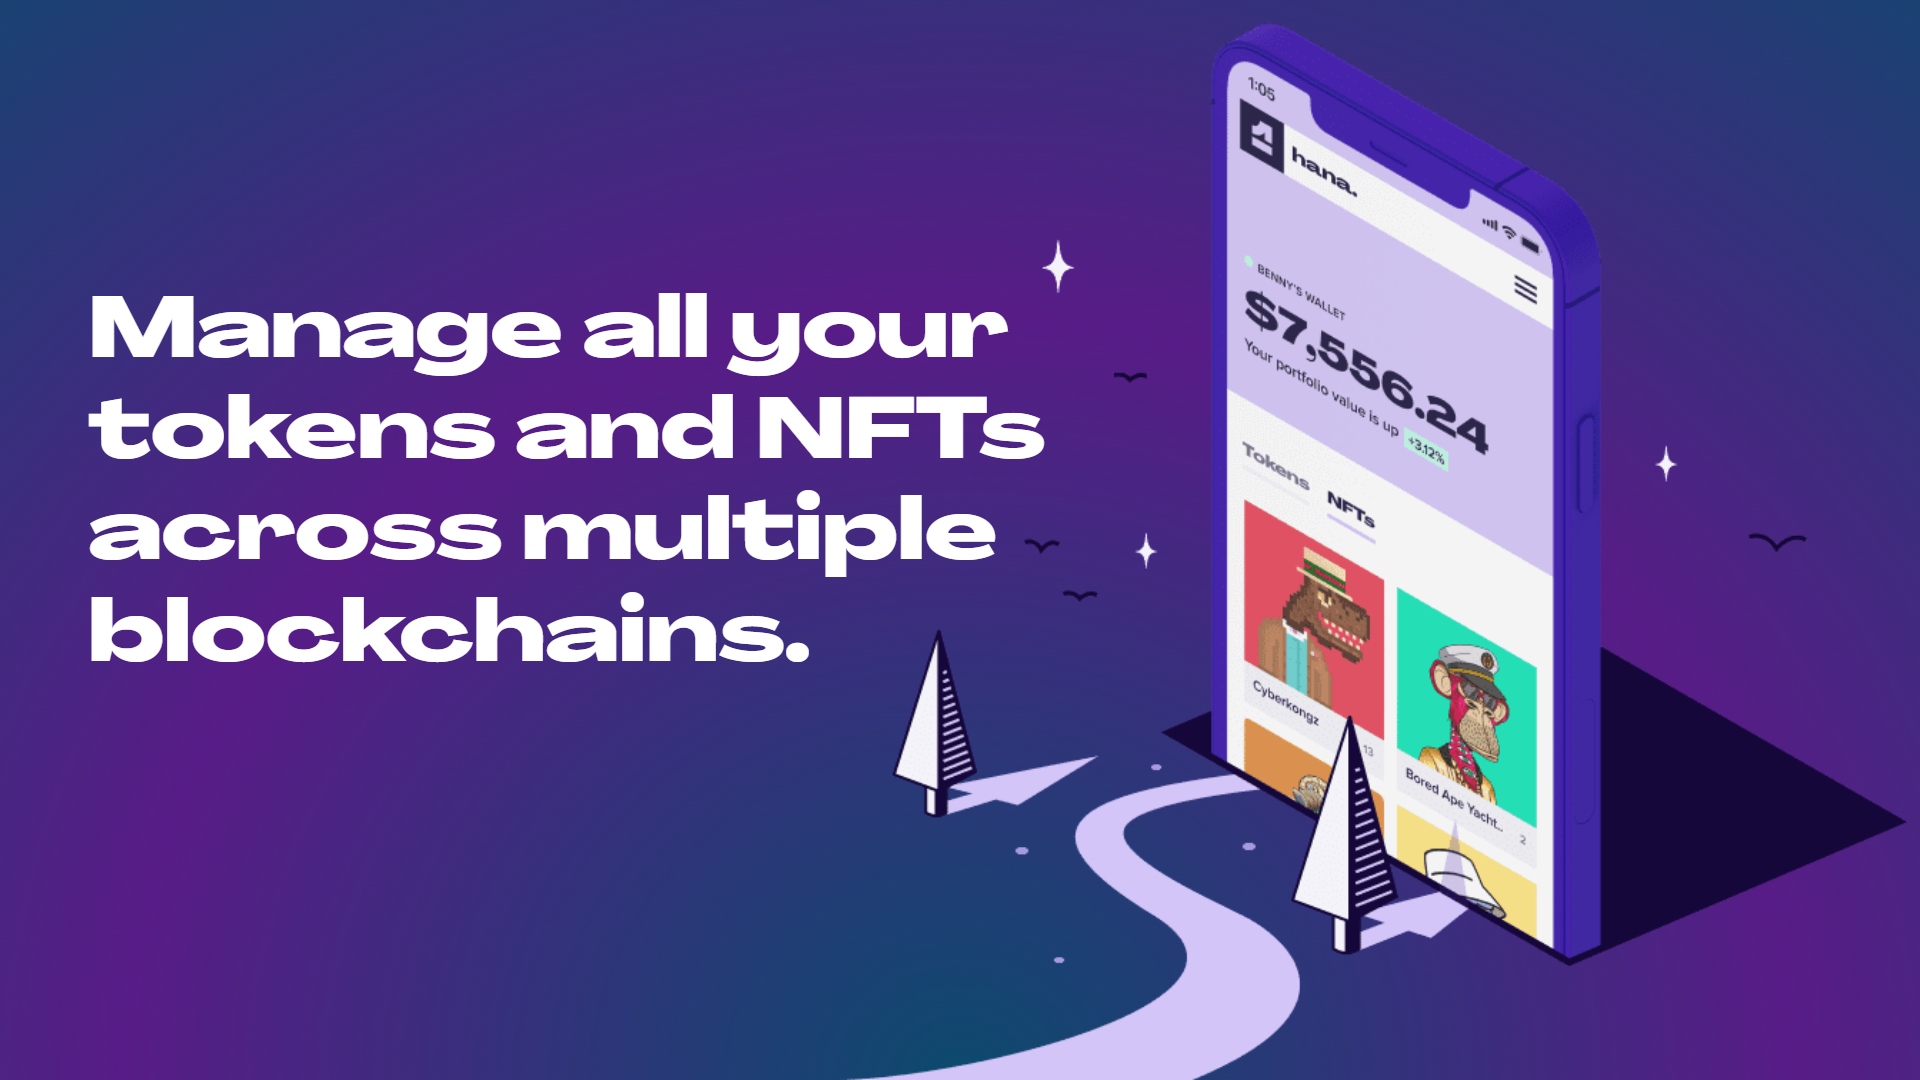 Manage all your
tokens and NFTs
across multiple
blockchains.
1:05
hana.
BENNY'S WALLET
$7,556.24
Your portfolio value is up +3.12%
Tokens NFTs
Cyberkongz
13
Bored Ape Yacht...
2